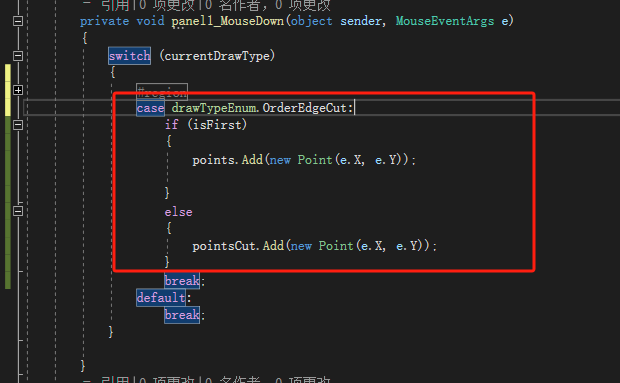 引用|0 项更改|0 名作者, 0 项更改
private void panel1_MouseDown(object sender, MouseEventArgs e)
{
switch (currentDrawType)
{
#region
case drawTypeEnum.OrderEdgeCut:
if (isFirst)
{
points.Add(new Point(e.X, e.Y));
}
else
{
pointsCut.Add(new Point(e.X, e.Y));
}
break;
default:
break;
}
}
引用|0 项更改|0 名作者, 0 项更改